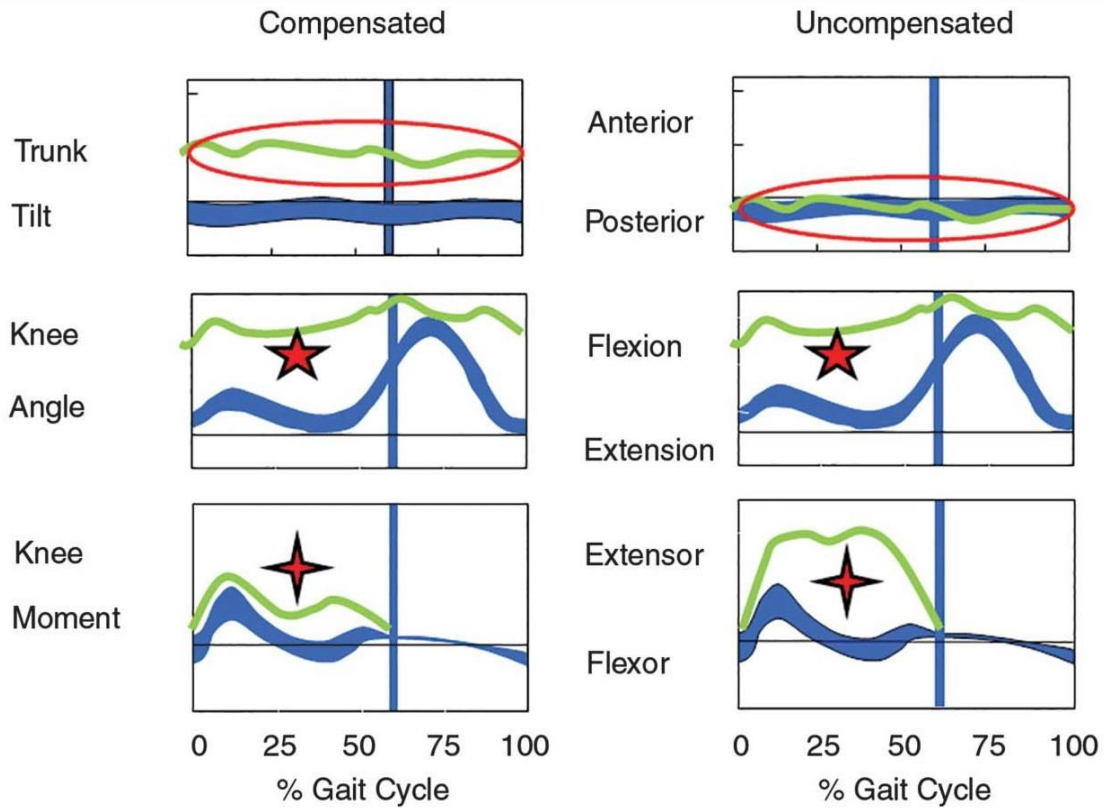 Compensated
Uncompensated
Trunk
Tilt
Anterior
Posterior
Knee
Angle
Flexion
Extension
Knee
Moment
Extensor
Flexor
0 25 50 75 100
% Gait Cycle
0 25 50 75 100
% Gait Cycle